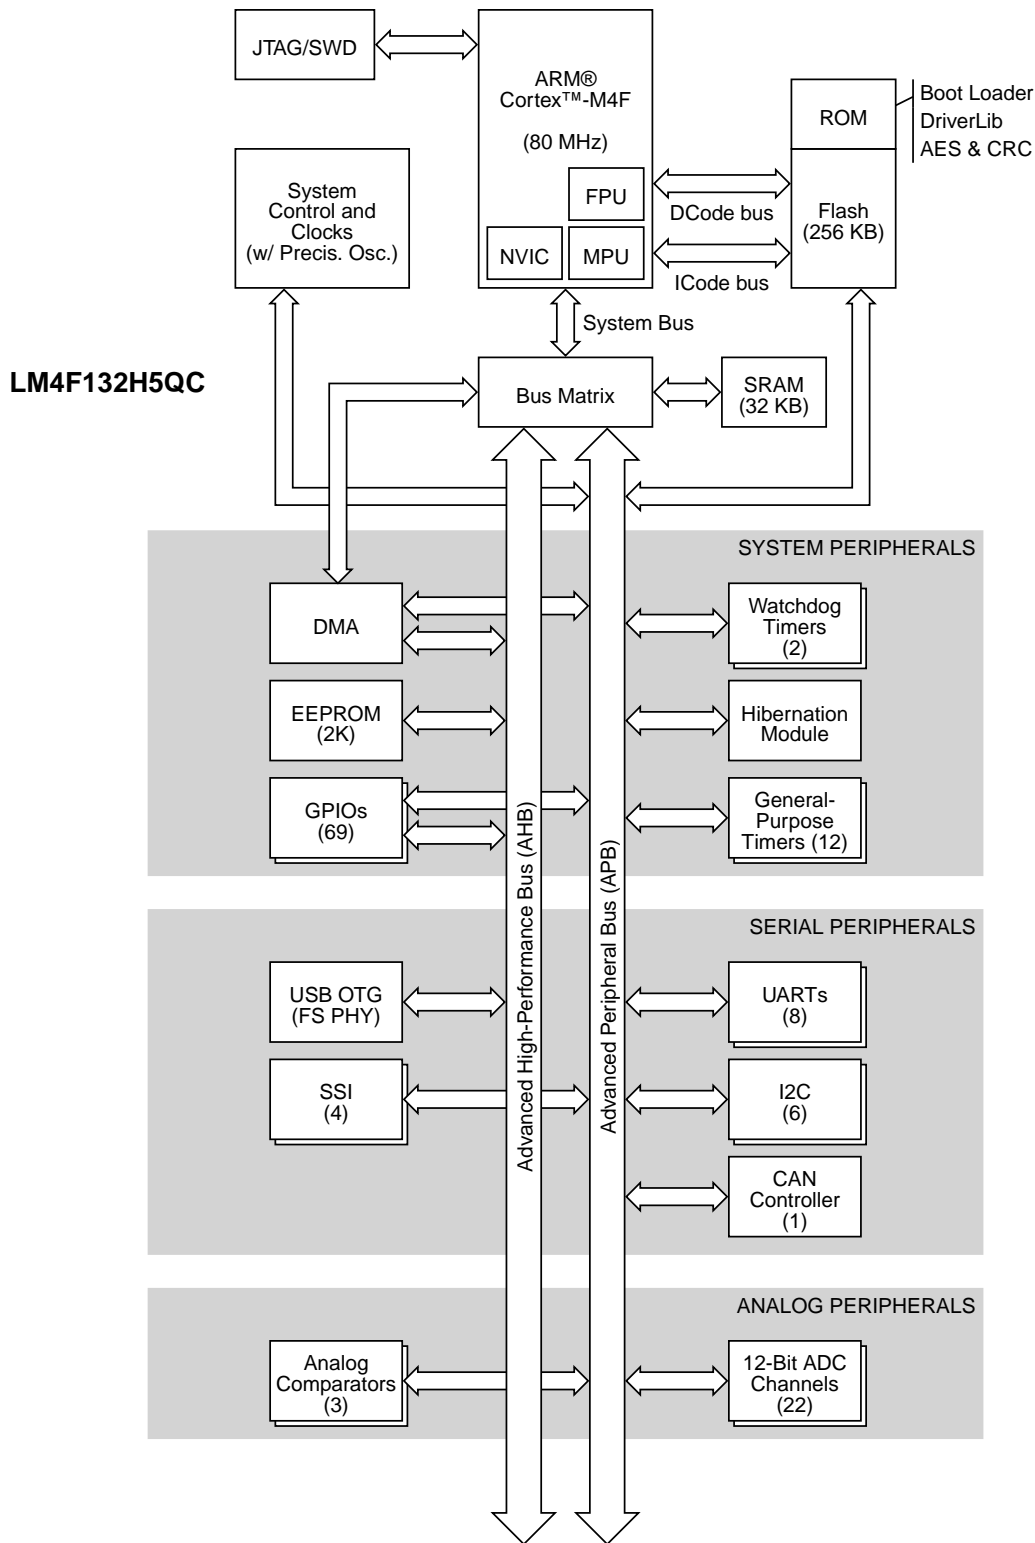 JTAG/SWD
ARM®
Cortex™-M4F
(80 MHz)
ROM
Boot Loader
DriverLib
AES & CRC
System
Control and
Clocks
(w/ Precis. Osc.)
FPU
NVIC
MPU
DCode bus
ICode bus
Flash
(256 KB)
System Bus
LM4F132H5QC
Bus Matrix
SRAM
(32 KB)
SYSTEM PERIPHERALS
DMA
Watchdog
Timers
(2)
EEPROM
(2K)
Hibernation
Module
GPIOs
(69)
General-
Purpose
Timers (12)
Advanced High-Performance Bus (AHB)
Advanced Peripheral Bus (APB)
SERIAL PERIPHERALS
USB OTG
(FS PHY)
UARTs
(8)
SSI
(4)
I2C
(6)
CAN
Controller
(1)
ANALOG PERIPHERALS
Analog
Comparators
(3)
12-Bit ADC
Channels
(22)